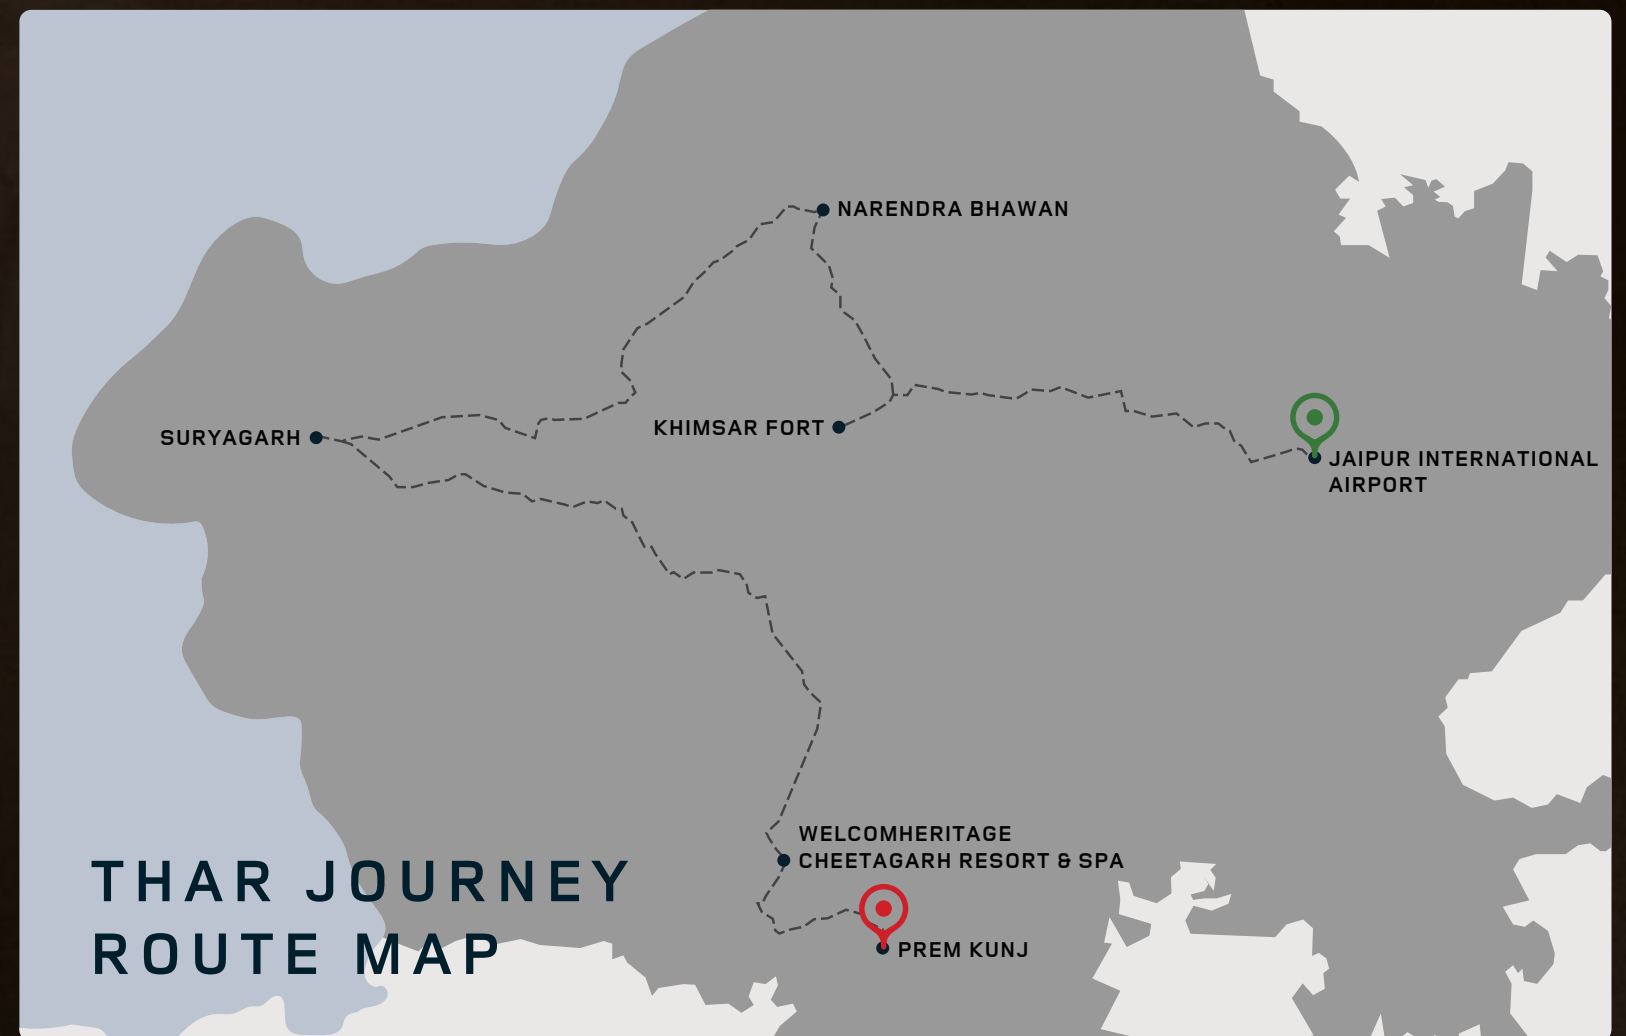 NARENDRA BHAWAN
SURYAGARH
KHIMSAR FORT
JAIPUR INTERNATIONAL
AIRPORT
WELCOMHERITAGE
CHEETAGARH RESORT & SPA
PREM KUNJ
THAR JOURNEY
ROUTE MAP